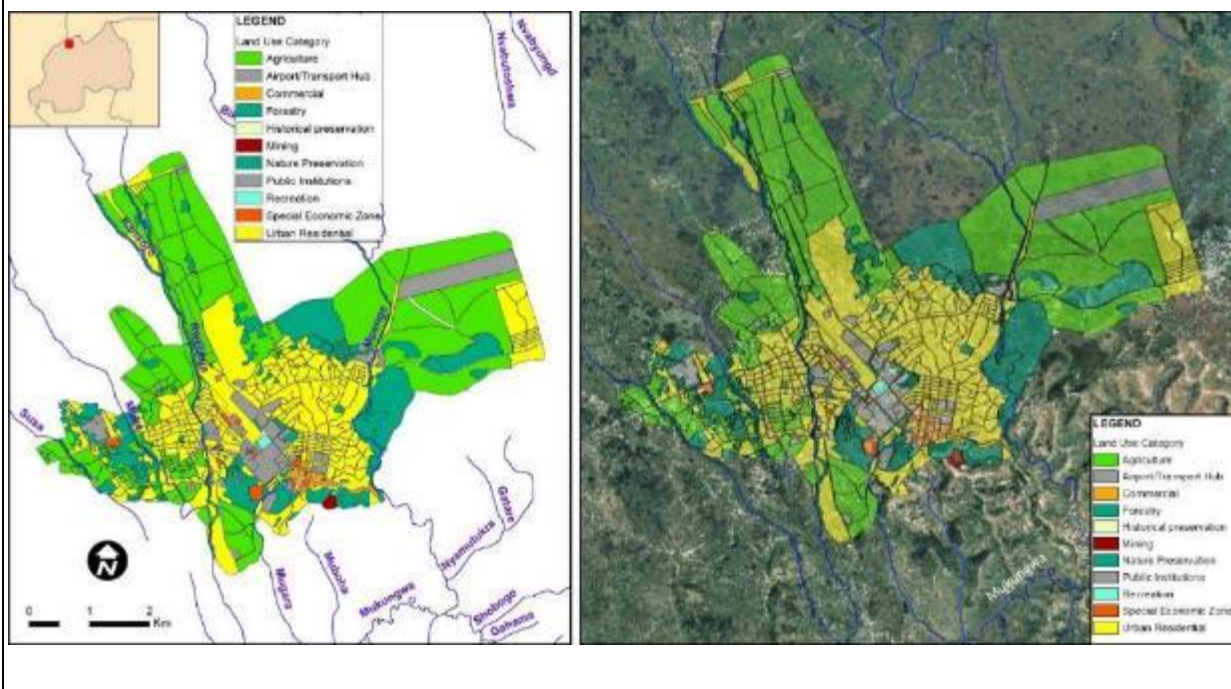 LEGEND
Land Use Category
Agriculture
Airport/Transport Hub
Commercial
Forestry
Historical preservation
Mining
Nature Preservation
Public Institutions
Recreation
Special Economic Zone
Urban Residential
Susa
Mugara
Muboha
Mukungwa
Nyamutukza
Gatare
Shobogo
Gahama
N
0 1 2
Km
Mukungwa
LEGEND
Land Use Category
Agriculture
Airport/Transport Hub
Commercial
Forestry
Historical preservation
Mining
Nature Preservation
Public Institutions
Recreation
Special Economic Zone
Urban Residential